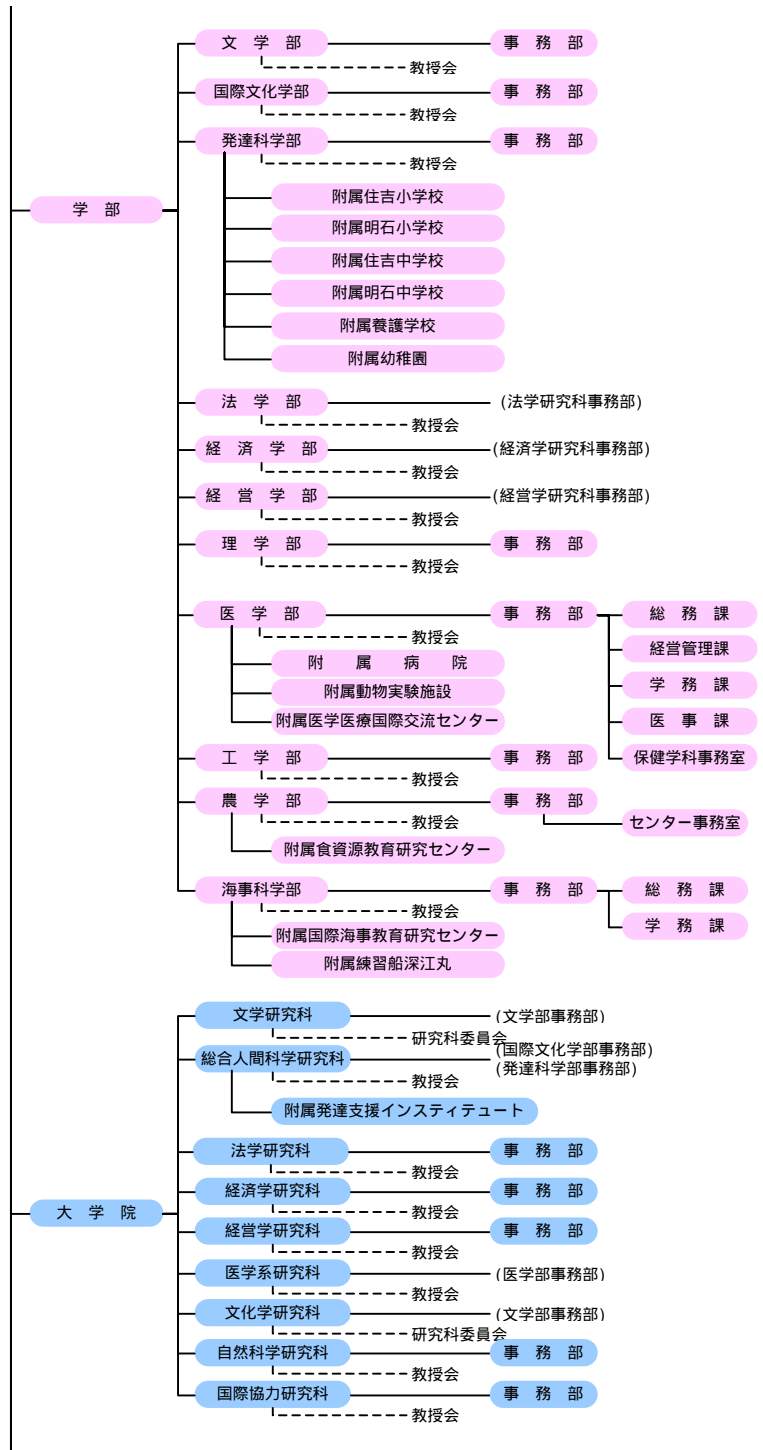 文 学 部 事 務 部
教授会
国際文化学部 事 務 部
教授会
発達科学部 事 務 部
教授会
附属住吉小学校
学 部
附属明石小学校
附属住吉中学校
附属明石中学校
附属養護学校
附属幼稚園
法 学 部 (法学研究科事務部)
教授会
経 済 学 部 (経済学研究科事務部)
教授会
経 営 学 部 (経営学研究科事務部)
教授会
理 学 部 事 務 部
教授会
医 学 部 事 務 部 総 務 課
教授会
経営管理課
附 属 病 院
学 務 課
附属動物実験施設
附属医学医療国際交流センター 医 事 課
工 学 部 事 務 部 保健学科事務室
教授会
農 学 部 事 務 部
教授会 センター事務室
附属食資源教育研究センター
海事科学部 事 務 部 総 務 課
教授会
学 務 課
附属国際海事教育研究センター
附属練習船深江丸
文学研究科 (文学部事務部)
研究科委員会
総合人間科学研究科 (国際文化学部事務部)
(発達科学部事務部)
教授会
附属発達支援インスティテュート
法学研究科 事 務 部
教授会
経済学研究科 事 務 部
大 学 院
教授会
経営学研究科 事 務 部
教授会
医学系研究科 (医学部事務部)
教授会
文化学研究科 (文学部事務部)
研究科委員会
自然科学研究科 事 務 部
教授会
国際協力研究科 事 務 部
教授会